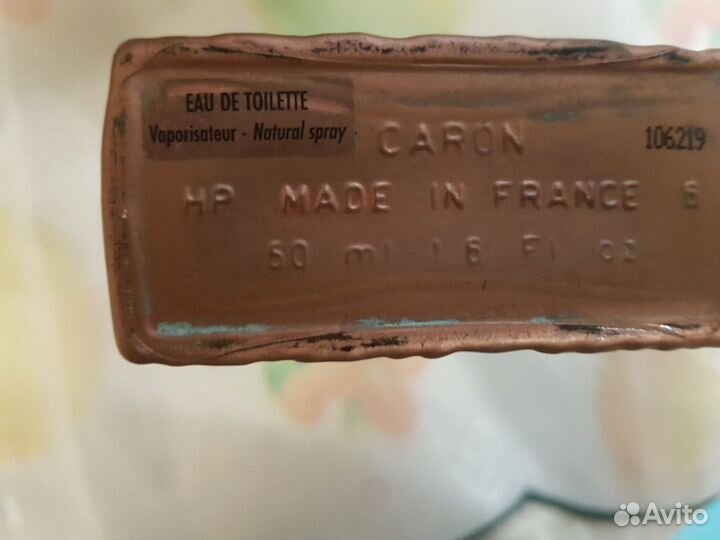 EAU DE TOILETTE
Vaporisateur - Natural spray
CARON
106219
HP MADE IN FRANCE 6
50 ml 1 6 Fl oz
Avito